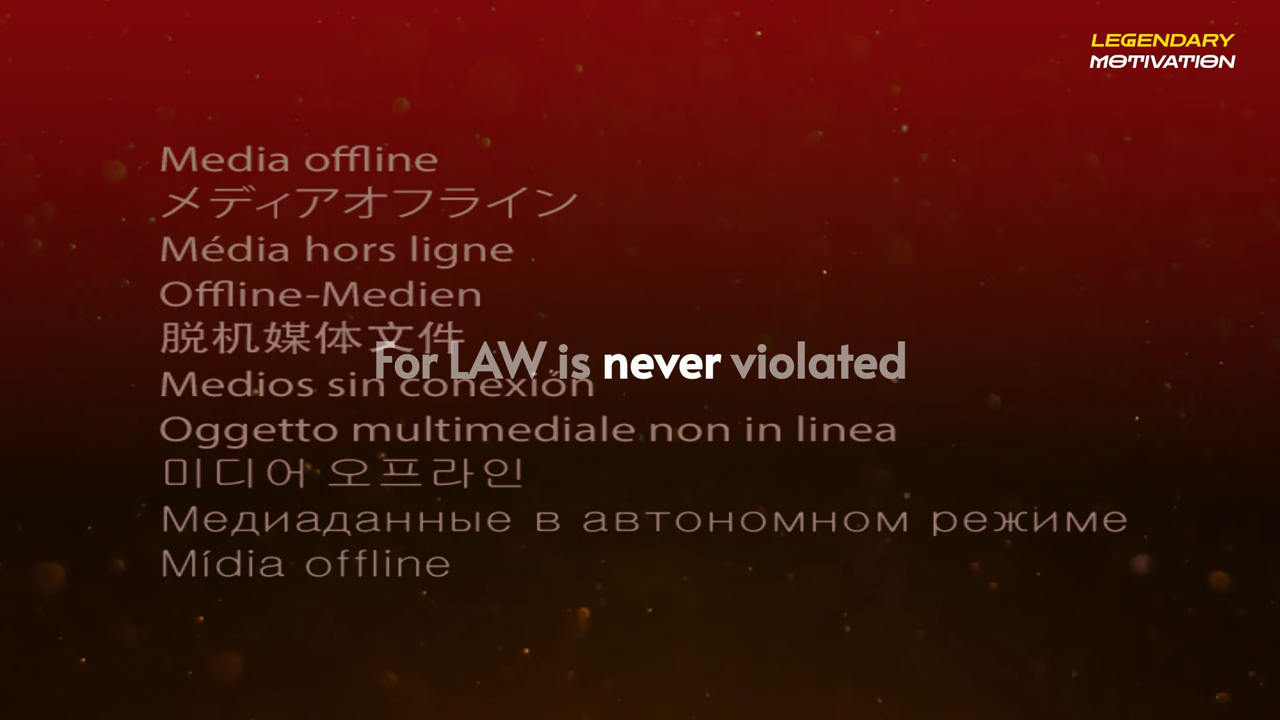 LEGENDARY
MOTIVATION
Media offline
メディアオフライン
Média hors ligne
Offline-Medien
脱机媒体文件
For LAW is never violated
Medios sin conexión
Oggetto multimediale non in linea
미디어 오프라인
Медиаданные в автономном режиме
Mídia offline